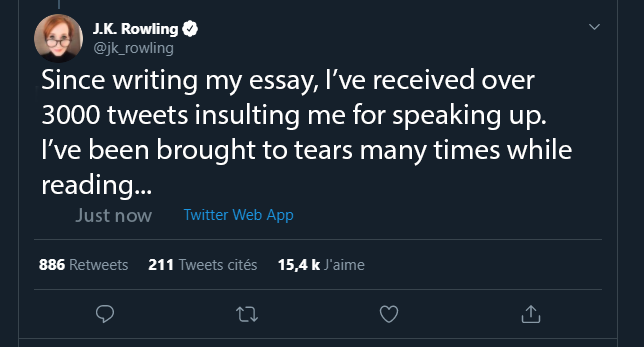 J.K. Rowling
@jk_rowling
Since writing my essay, I've received over
3000 tweets insulting me for speaking up.
I've been brought to tears many times while
reading...
Just now Twitter Web App
886 Retweets 211 Tweets cités 15,4 k J'aime